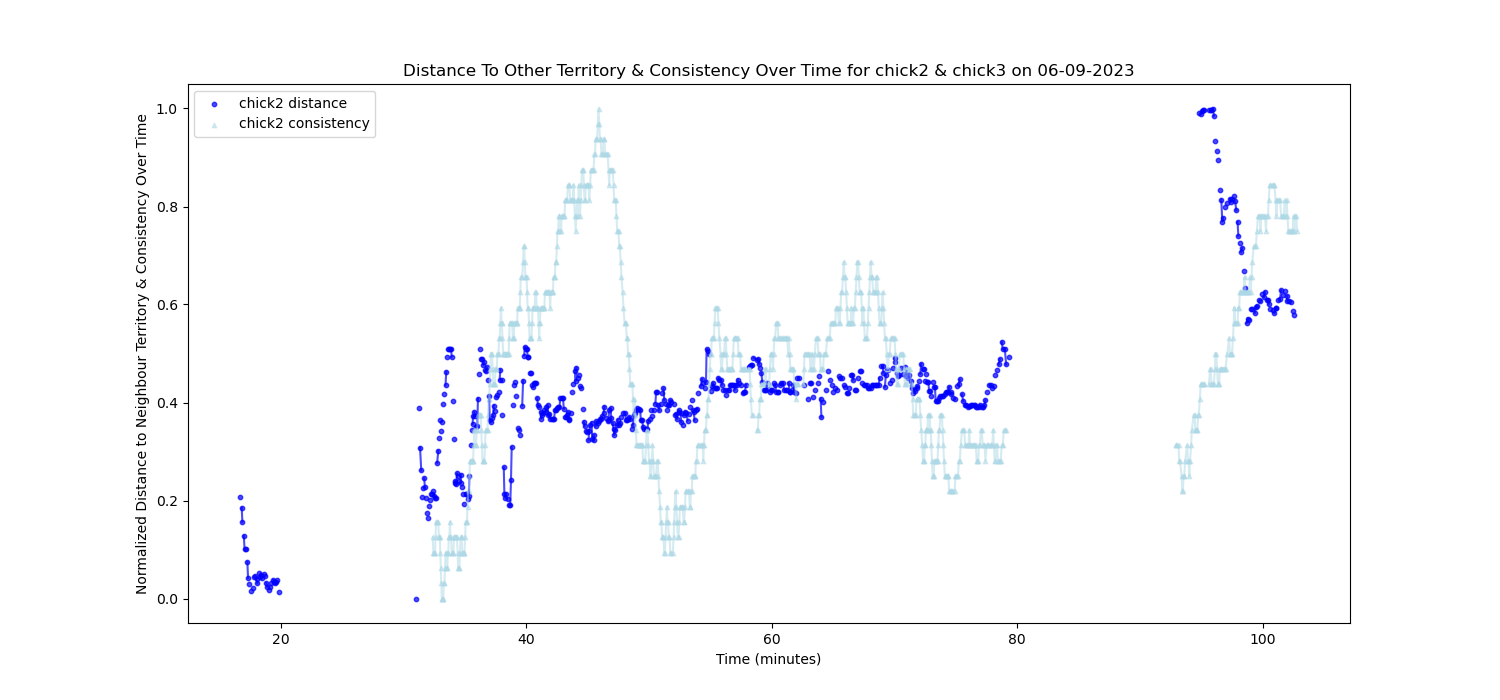 Distance To Other Territory & Consistency Over Time for chick2 & chick3 on 06-09-2023
chick2 distance
chick2 consistency
Normalized Distance to Neighbour Territory & Consistency Over Time
1.0
0.8
0.6
0.4
0.2
0.0
20 40 60 80 100
Time (minutes)